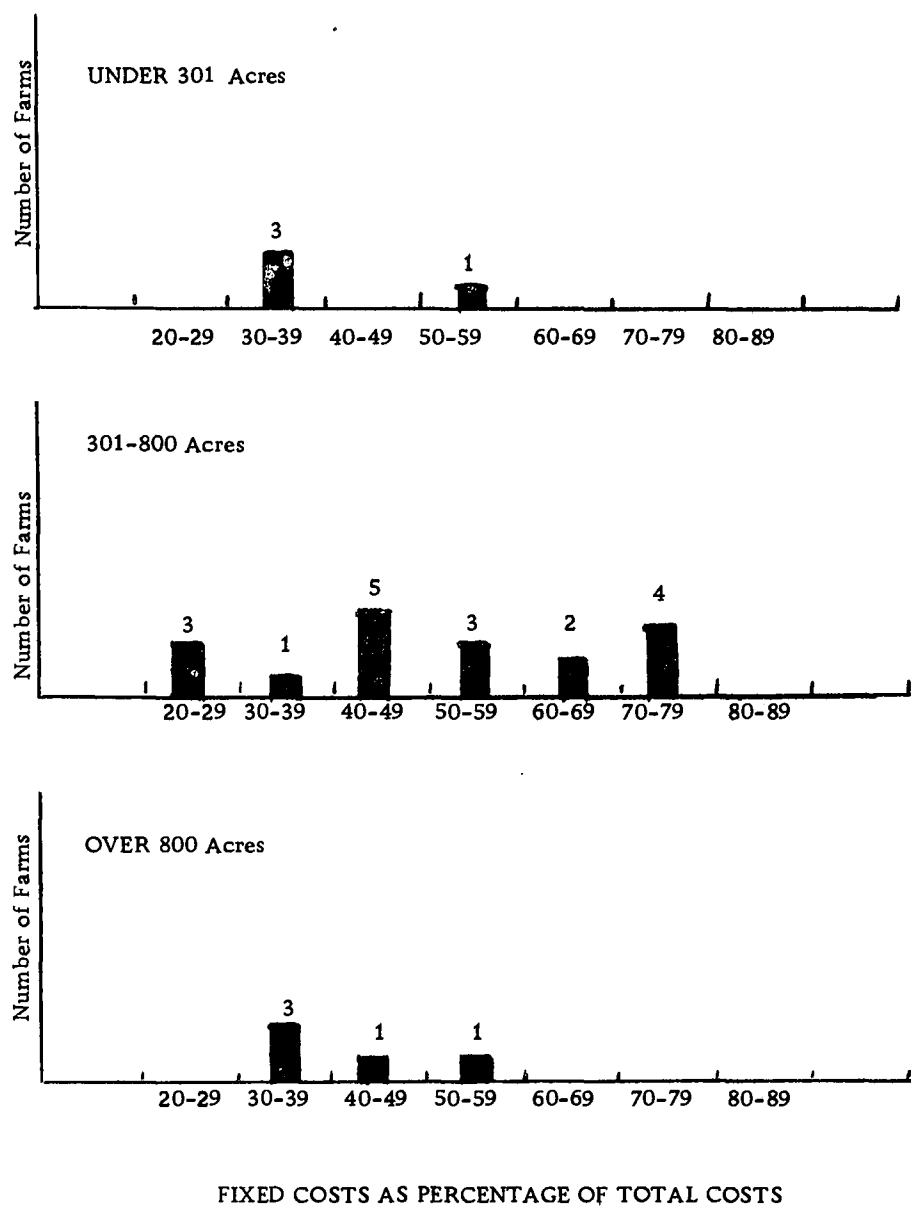 UNDER 301 Acres
Number of Farms
3
1
20-29 30-39 40-49 50-59 60-69 70-79 80-89
301-800 Acres
Number of Farms
3 1 5 3 2 4
20-29 30-39 40-49 50-59 60-69 70-79 80-89
OVER 800 Acres
Number of Farms
3 1 1
20-29 30-39 40-49 50-59 60-69 70-79 80-89
FIXED COSTS AS PERCENTAGE OF TOTAL COSTS